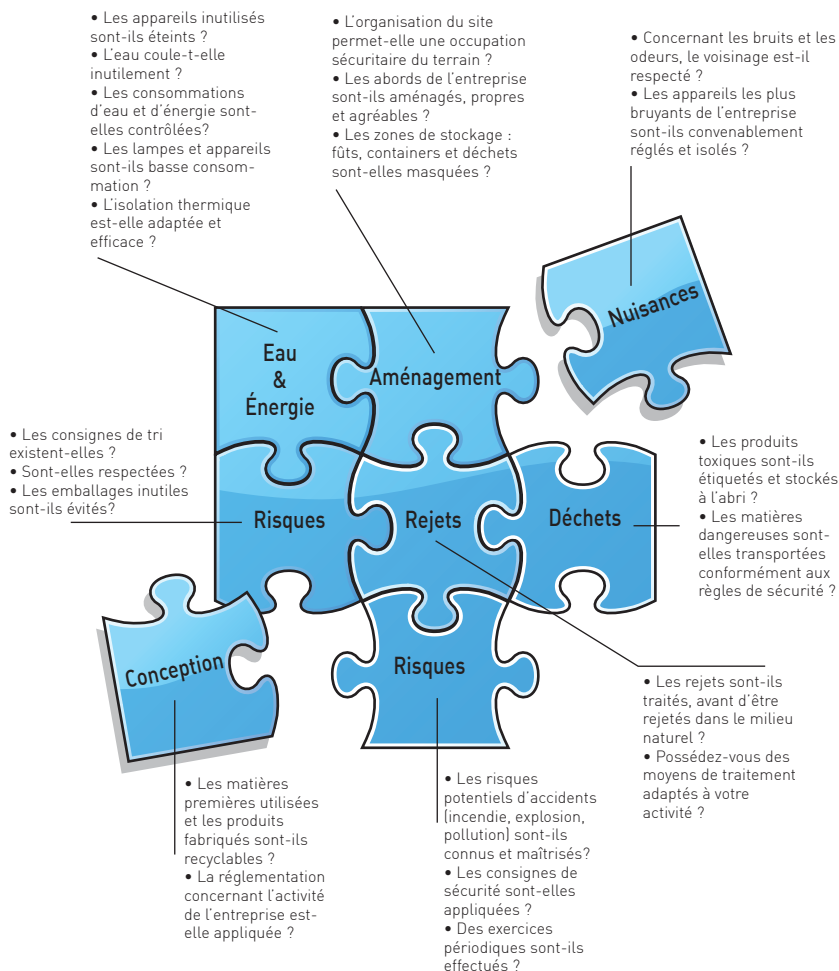 • Les appareils inutilisés
sont-ils éteints ?
• L’eau coule-t-elle
inutilement ?
• Les consommations
d’eau et d’énergie sont-
elles contrôlées?
• Les lampes et appareils
sont-ils basse consom-
mation ?
• L’isolation thermique
est-elle adaptée et
efficace ?
• L’organisation du site
permet-elle une occupation
sécuritaire du terrain ?
• Les abords de l’entreprise
sont-ils aménagés, propres
et agréables ?
• Les zones de stockage :
fûts, containers et déchets
sont-elles masquées ?
• Concernant les bruits et les
odeurs, le voisinage est-il
respecté ?
• Les appareils les plus
bruyants de l’entreprise
sont-ils convenablement
réglés et isolés ?
Nuisances
Eau
&
Énergie
Aménagement
• Les consignes de tri
existent-elles ?
• Sont-elles respectées ?
• Les emballages inutiles
sont-ils évités?
Risques
Rejets
Déchets
• Les produits
toxiques sont-ils
étiquetés et stockés
à l’abri ?
• Les matières
dangereuses sont-
elles transportées
conformément aux
règles de sécurité ?
Conception
Risques
• Les rejets sont-ils
traités, avant d’être
rejetés dans le milieu
naturel ?
• Possédez-vous des
moyens de traitement
adaptés à votre
activité ?
• Les matières
premières utilisées
et les produits
fabriqués sont-ils
recyclables ?
• La réglementation
concernant l’activité
de l’entreprise est-
elle appliquée ?
• Les risques
potentiels d’accidents
(incendie, explosion,
pollution) sont-ils
connus et maîtrisés?
• Les consignes de
sécurité sont-elles
appliquées ?
• Des exercices
périodiques sont-ils
effectués ?